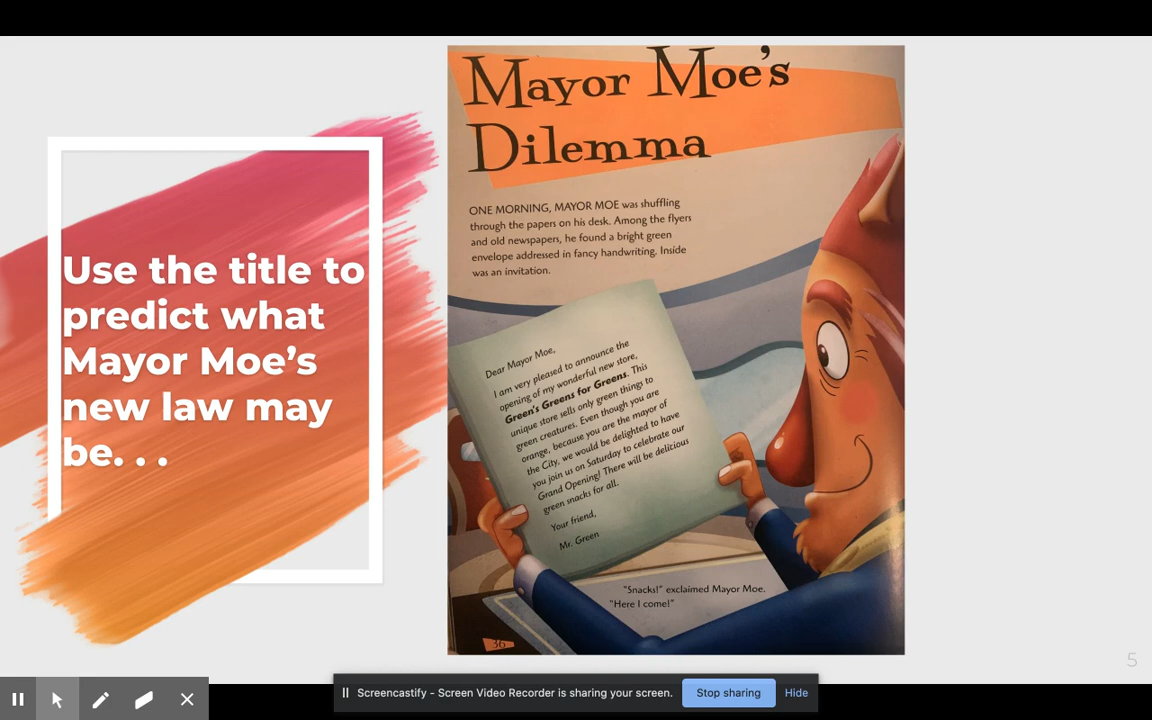 Use the title to
predict what
Mayor Moe's
new law may
be. . .
Mayor Moe's
Dilemma
ONE MORNING, MAYOR MOE was shuffling
through the papers on his desk. Among the flyers
and old newspapers, he found a bright green
envelope addressed in fancy handwriting. Inside
was an invitation.
Dear Mayor Moe,
I am very pleased to announce the
opening of my wonderful new store,
Green's Greens for Greens. This
unique store sells only green things to
green creatures. Even though you are
orange, because you are the mayor of
the City, we would be delighted to have
you join us on Saturday to celebrate our
Grand Opening! There will be delicious
green snacks for all.
Your friend,
Mr. Green
"Snacks!" exclaimed Mayor Moe.
"Here I come!"
36
5
Screencastify - Screen Video Recorder is sharing your screen.
Stop sharing
Hide